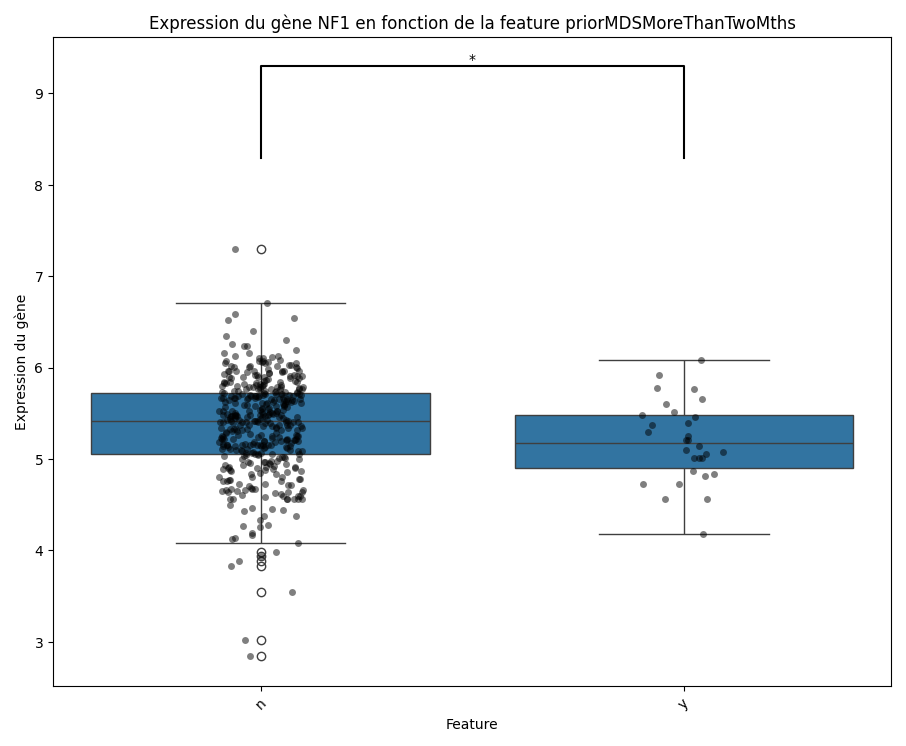 Expression du gène NF1 en fonction de la feature priorMDSMoreThanTwoMths
*
9
8
7
6
5
4
3
Expression du gène
n
y
Feature